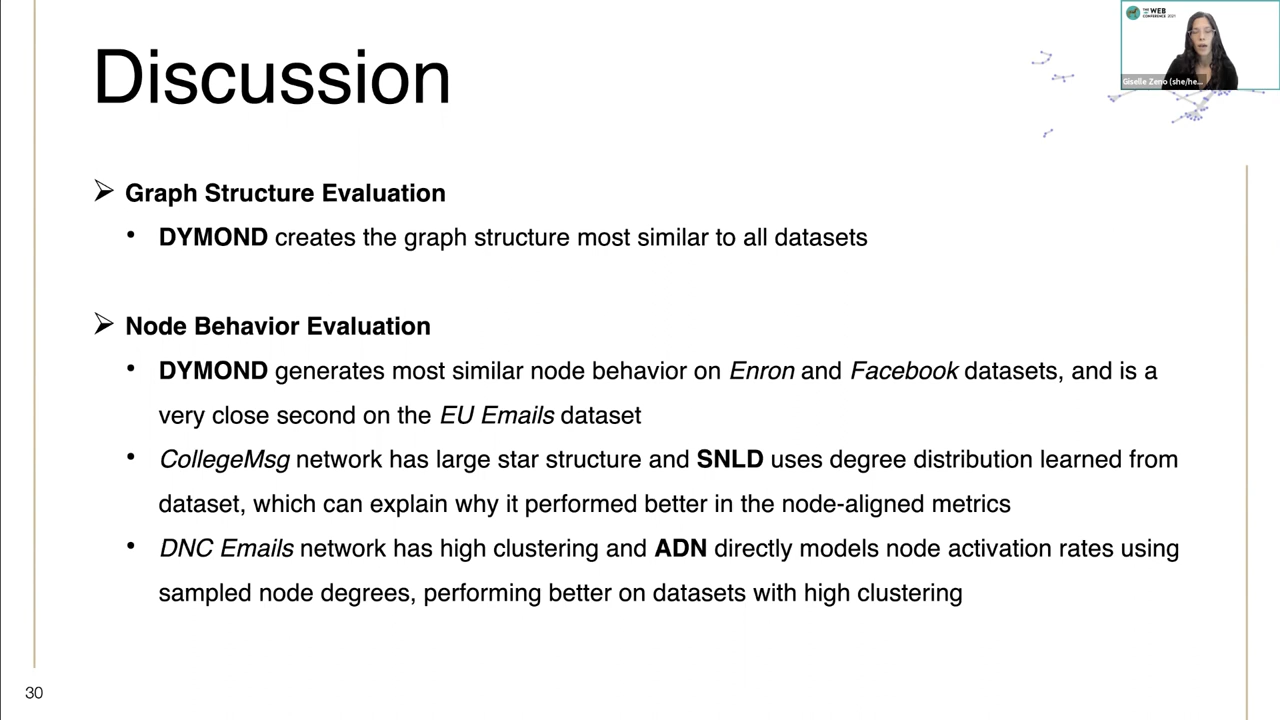 Discussion
THE WEB
CONFERENCE 2021
Giselle Zeno (she/he...
➢ Graph Structure Evaluation
• DYMOND creates the graph structure most similar to all datasets
➢ Node Behavior Evaluation
• DYMOND generates most similar node behavior on Enron and Facebook datasets, and is a
very close second on the EU Emails dataset
• CollegeMsg network has large star structure and SNLD uses degree distribution learned from
dataset, which can explain why it performed better in the node-aligned metrics
• DNC Emails network has high clustering and ADN directly models node activation rates using
sampled node degrees, performing better on datasets with high clustering
30